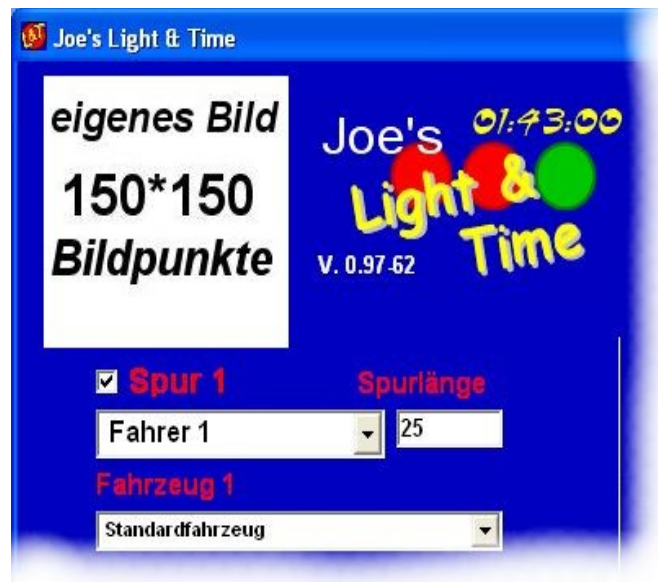 Joe's Light & Time
eigenes Bild
150*150
Bildpunkte
Joe's 01:43:00
Light &
Time
V. 0.97-62
Spur 1 Spurlänge
Fahrer 1 25
Fahrzeug 1
Standardfahrzeug